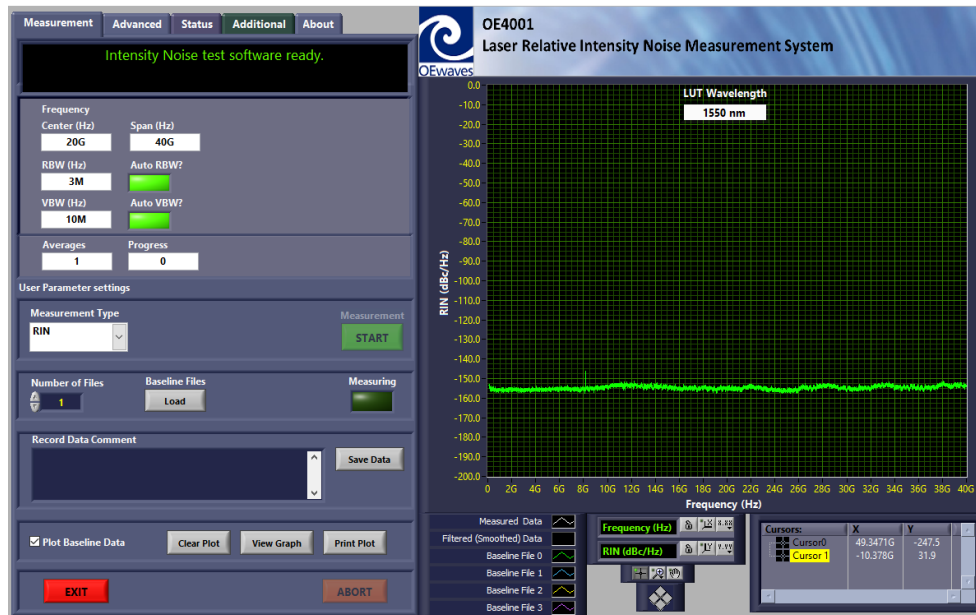 Measurement Advanced Status Additional About
Intensity Noise test software ready.
Frequency
Center (Hz) Span (Hz)
20G 40G
RBW (Hz) Auto RBW?
3M
VBW (Hz) Auto VBW?
10M
Averages Progress
1 0
User Parameter settings
Measurement Type
RIN
Measurement
START
Number of Files Baseline Files Measuring
1 Load
Record Data Comment
Save Data
Plot Baseline Data Clear Plot View Graph Print Plot
EXIT ABORT
OEwaves
OE4001
Laser Relative Intensity Noise Measurement System
LUT Wavelength
1550 nm
RIN (dBc/Hz)
0.0
-10.0
-20.0
-30.0
-40.0
-50.0
-60.0
-70.0
-80.0
-90.0
-100.0
-110.0
-120.0
-130.0
-140.0
-150.0
-160.0
-170.0
-180.0
-190.0
-200.0
0 2G 4G 6G 8G 10G 12G 14G 16G 18G 20G 22G 24G 26G 28G 30G 32G 34G 36G 38G 40G
Frequency (Hz)
Measured Data
Filtered (Smoothed) Data
Baseline File 0
Baseline File 1
Baseline File 2
Baseline File 3
Frequency (Hz) X.XX
RIN (dBc/Hz) Y.YY
Cursors: X Y
Cursor0 49.3471G -247.5
Cursor 1 -10.378G 31.9